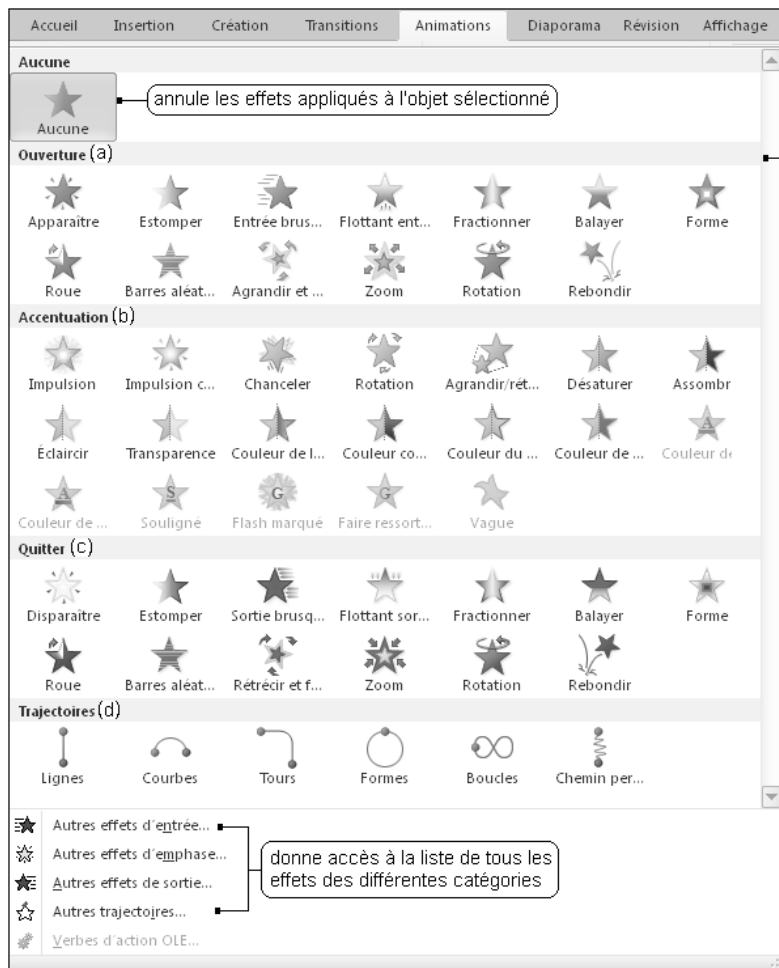 Accueil Insertion Création Transitions Animations Diaporama Révision Affichage
Aucune
Aucune
annule les effets appliqués à l'objet sélectionné
Ouverture (a)
Apparaître Estomper Entrée brus... Flottant ent... Fractionner Balayer Forme
Roue Barres aléat... Agrandir et ... Zoom Rotation Rebondir
Accentuation (b)
Impulsion Impulsion c... Chanceler Rotation Agrandir/rét... Désaturer Assombr
Éclaircir Transparence Couleur de l... Couleur co... Couleur du ... Couleur de ... Couleur de
Couleur de ... Souligné Flash marqué Faire ressort... Vague
Quitter (c)
Disparaître Estomper Sortie brusq... Flottant sor... Fractionner Balayer Forme
Roue Barres aléat... Rétrécir et f... Zoom Rotation Rebondir
Trajectoires (d)
Lignes Courbes Tours Formes Boucles Chemin per...
Autres effets d'entrée...
Autres effets d'emphase...
Autres effets de sortie...
Autres trajectoires...
Verbes d'action OLE...
donne accès à la liste de tous les
effets des différentes catégories